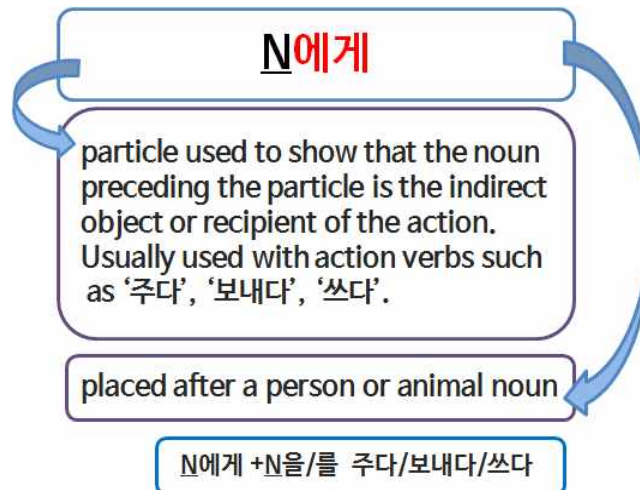 N에게
particle used to show that the noun
preceding the particle is the indirect
object or recipient of the action.
Usually used with action verbs such
as ‘주다’, ‘보내다’, ‘쓰다’.
placed after a person or animal noun
N에게 +N을/를 주다/보내다/쓰다